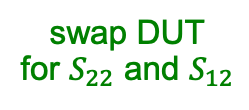 swap DUT
for S₂₂ and S₁₂